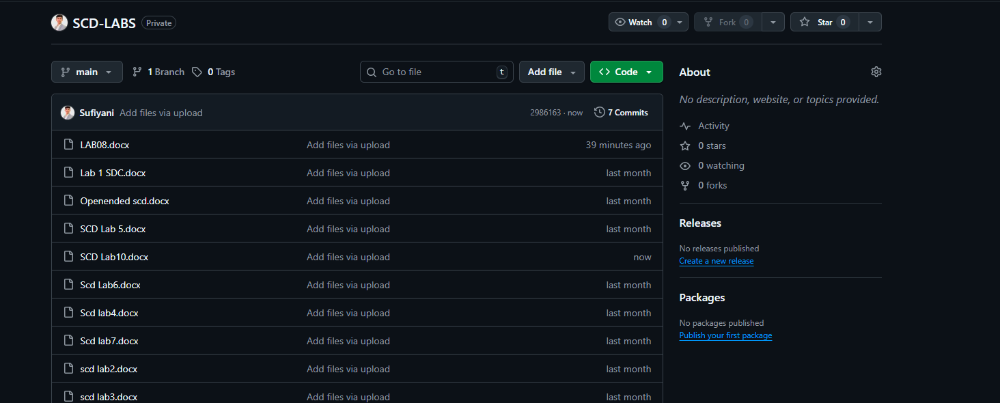 SCD-LABS Private Watch 0 Fork 0 Star 0
main 1 Branch 0 Tags Go to file t Add file Code
Sufiyani Add files via upload 2986163 · now 7 Commits
LAB08.docx Add files via upload 39 minutes ago
Lab 1 SDC.docx Add files via upload last month
Openended scd.docx Add files via upload last month
SCD Lab 5.docx Add files via upload last month
SCD Lab10.docx Add files via upload now
Scd Lab6.docx Add files via upload last month
Scd lab4.docx Add files via upload last month
Scd lab7.docx Add files via upload last month
scd lab2.docx Add files via upload last month
scd lab3.docx Add files via upload last month
About
No description, website, or topics provided.
Activity
0 stars
0 watching
0 forks
Releases
No releases published
Create a new release
Packages
No packages published
Publish your first package